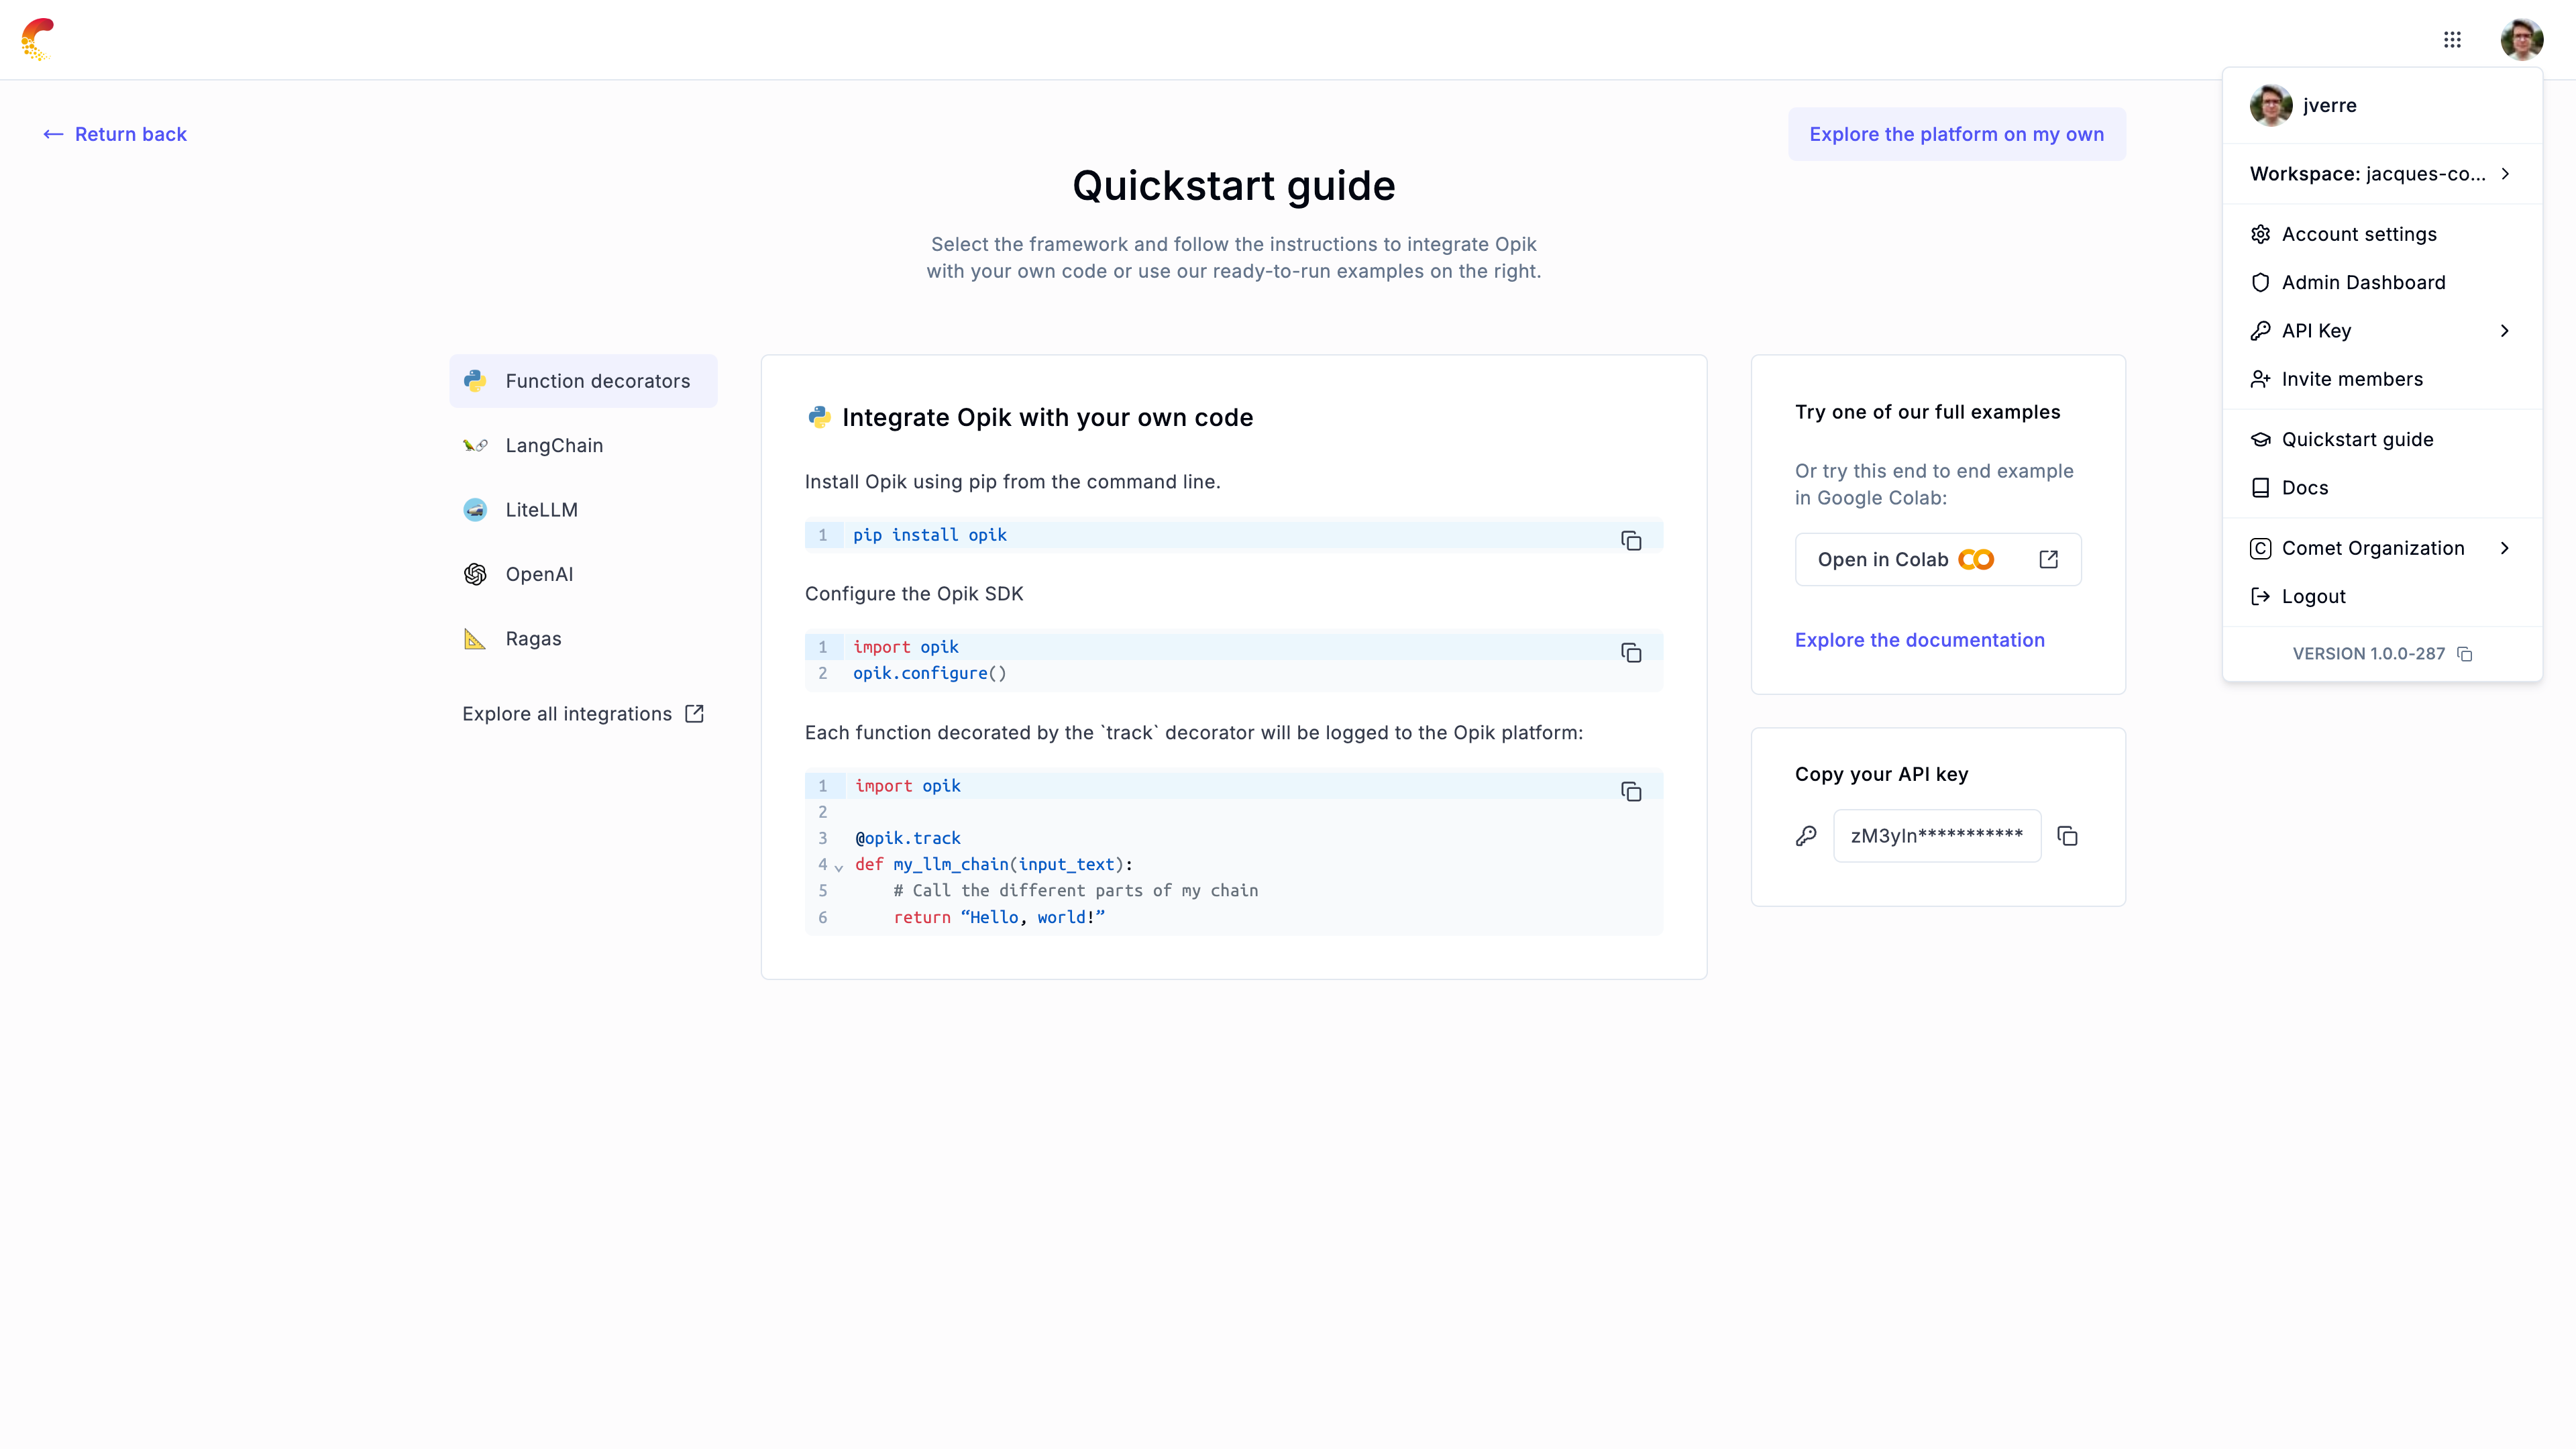 ← Return back
Explore the platform on my own
Quickstart guide
Select the framework and follow the instructions to integrate Opik
with your own code or use our ready-to-run examples on the right.
Function decorators
LangChain
LiteLLM
OpenAI
Ragas
Explore all integrations
Integrate Opik with your own code
Install Opik using pip from the command line.
1 pip install opik
Configure the Opik SDK
1 import opik
2 opik.configure()
Each function decorated by the `track` decorator will be logged to the Opik platform:
1 import opik
2
3 @opik.track
4 def my_llm_chain(input_text):
5     # Call the different parts of my chain
6     return “Hello, world!”
Try one of our full examples
Or try this end to end example
in Google Colab:
Open in Colab
Explore the documentation
Copy your API key
zM3yIn***********
jverre
Workspace: jacques-co...
Account settings
Admin Dashboard
API Key
Invite members
Quickstart guide
Docs
C Comet Organization
Logout
VERSION 1.0.0-287